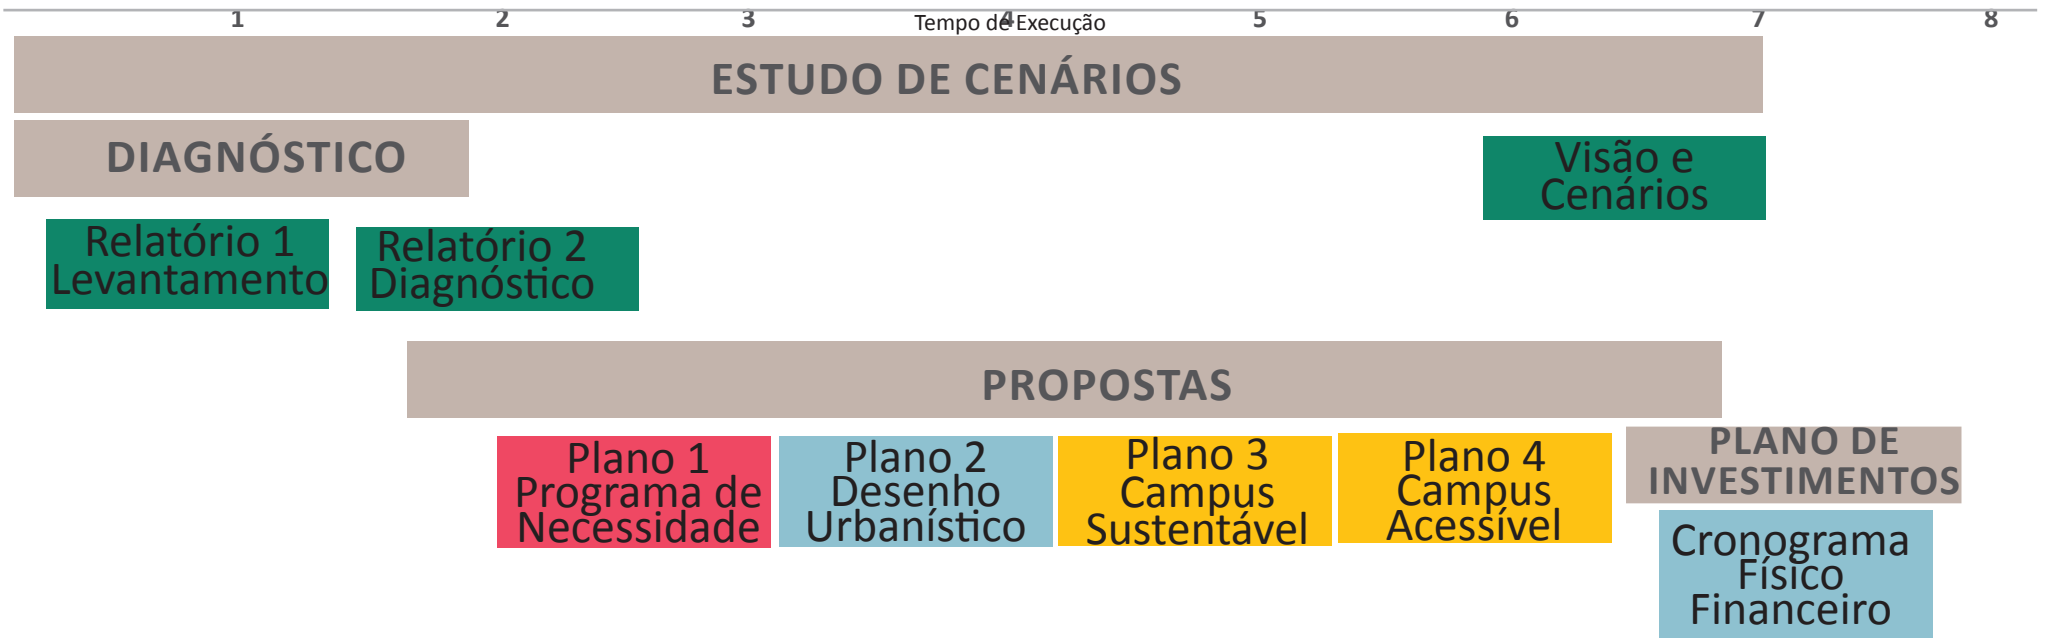 1 2 3 4 5 6 7 8
Tempo de Execução
ESTUDO DE CENÁRIOS
DIAGNÓSTICO
Visão e
Cenários
Relatório 1
Levantamento
Relatório 2
Diagnóstico
PROPOSTAS
Plano 1
Programa de
Necessidade
Plano 2
Desenho
Urbanístico
Plano 3
Campus
Sustentável
Plano 4
Campus
Acessível
PLANO DE
INVESTIMENTOS
Cronograma
Físico
Financeiro